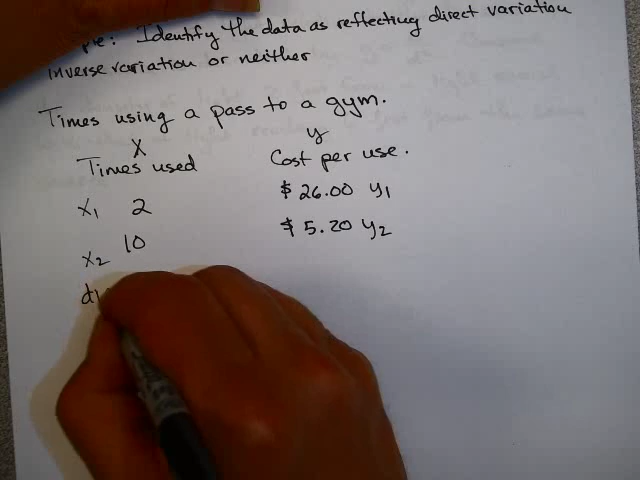 ple: Identify the data as reflecting direct variation
inverse variation or neither
Times using a pass to a gym.
X y
Times used Cost per use.
x1 2 $ 26.00 y1
x2 10 $ 5.20 y2